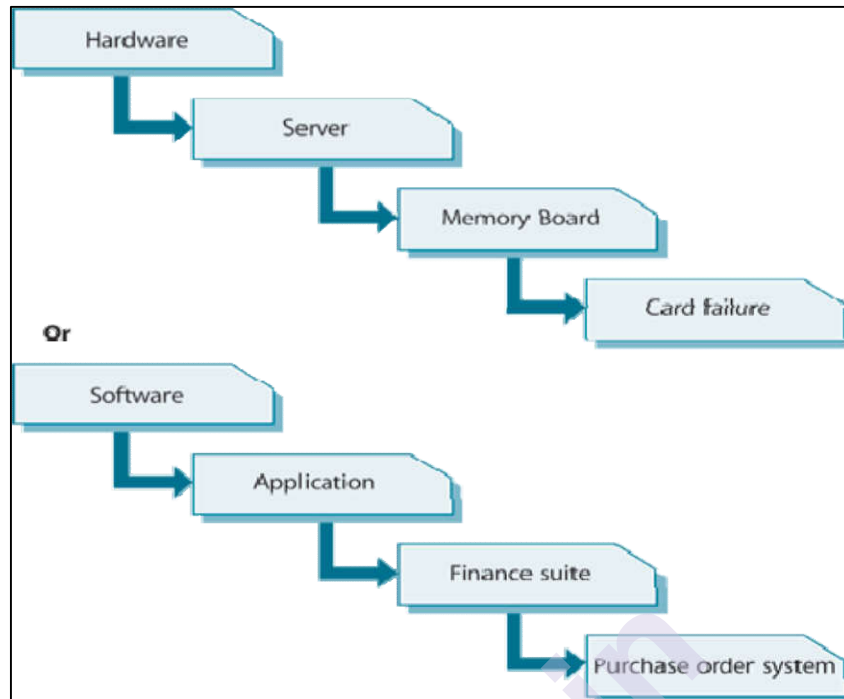 Hardware
Server
Memory Board
Card failure
Or
Software
Application
Finance suite
Purchase order system